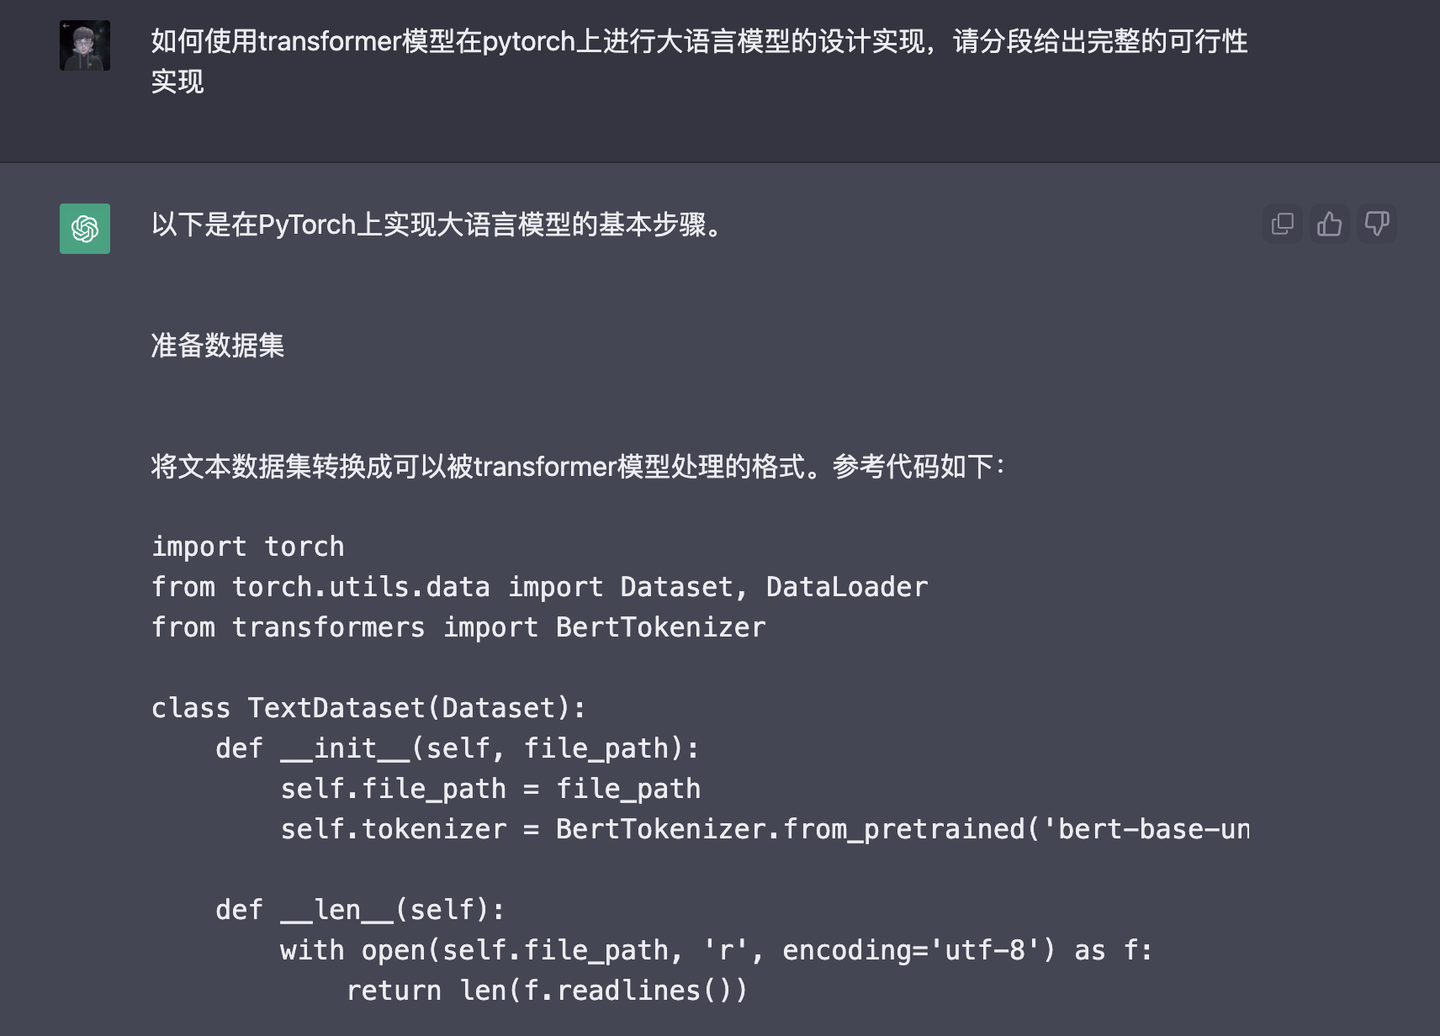 如何使用transformer模型在pytorch上进行大语言模型的设计实现，请分段给出完整的可行性
实现
以下是在PyTorch上实现大语言模型的基本步骤。
准备数据集
将文本数据集转换成可以被transformer模型处理的格式。参考代码如下：
import torch
from torch.utils.data import Dataset, DataLoader
from transformers import BertTokenizer
class TextDataset(Dataset):
    def __init__(self, file_path):
        self.file_path = file_path
        self.tokenizer = BertTokenizer.from_pretrained('bert-base-un
    def __len__(self):
        with open(self.file_path, 'r', encoding='utf-8') as f:
            return len(f.readlines())